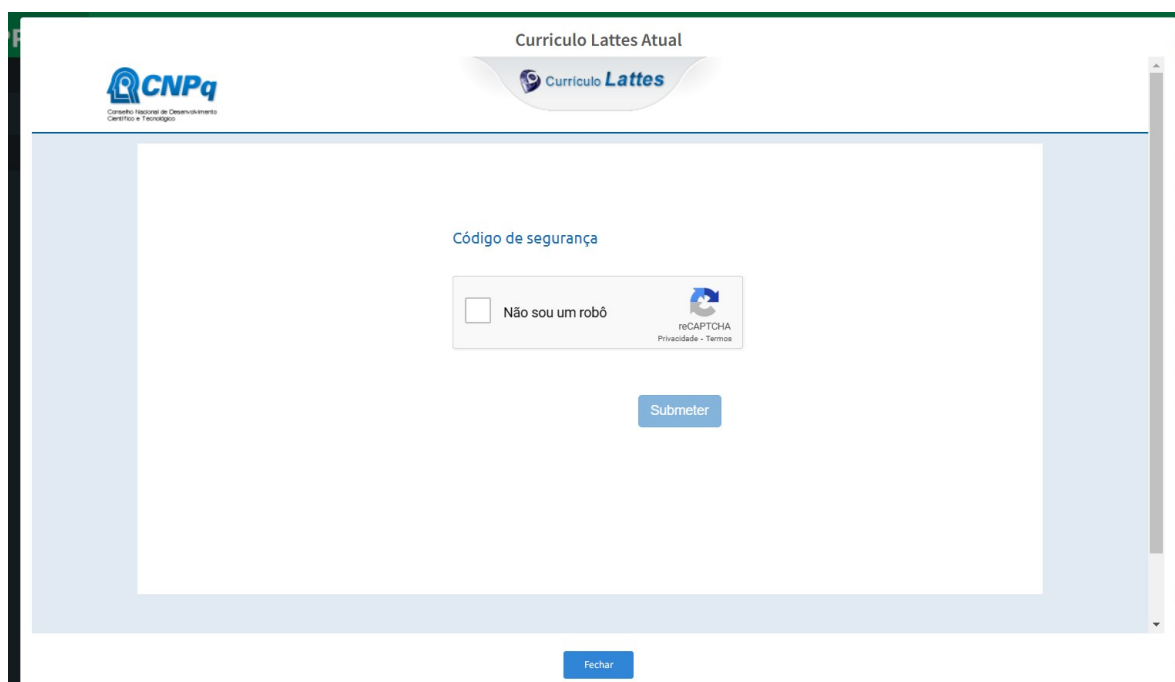 Curriculo Lattes Atual
CNPq
Conselho Nacional de Desenvolvimento
Científico e Tecnológico
Currículo Lattes
Código de segurança
Não sou um robô
reCAPTCHA
Privacidade - Termos
Submeter
Fechar